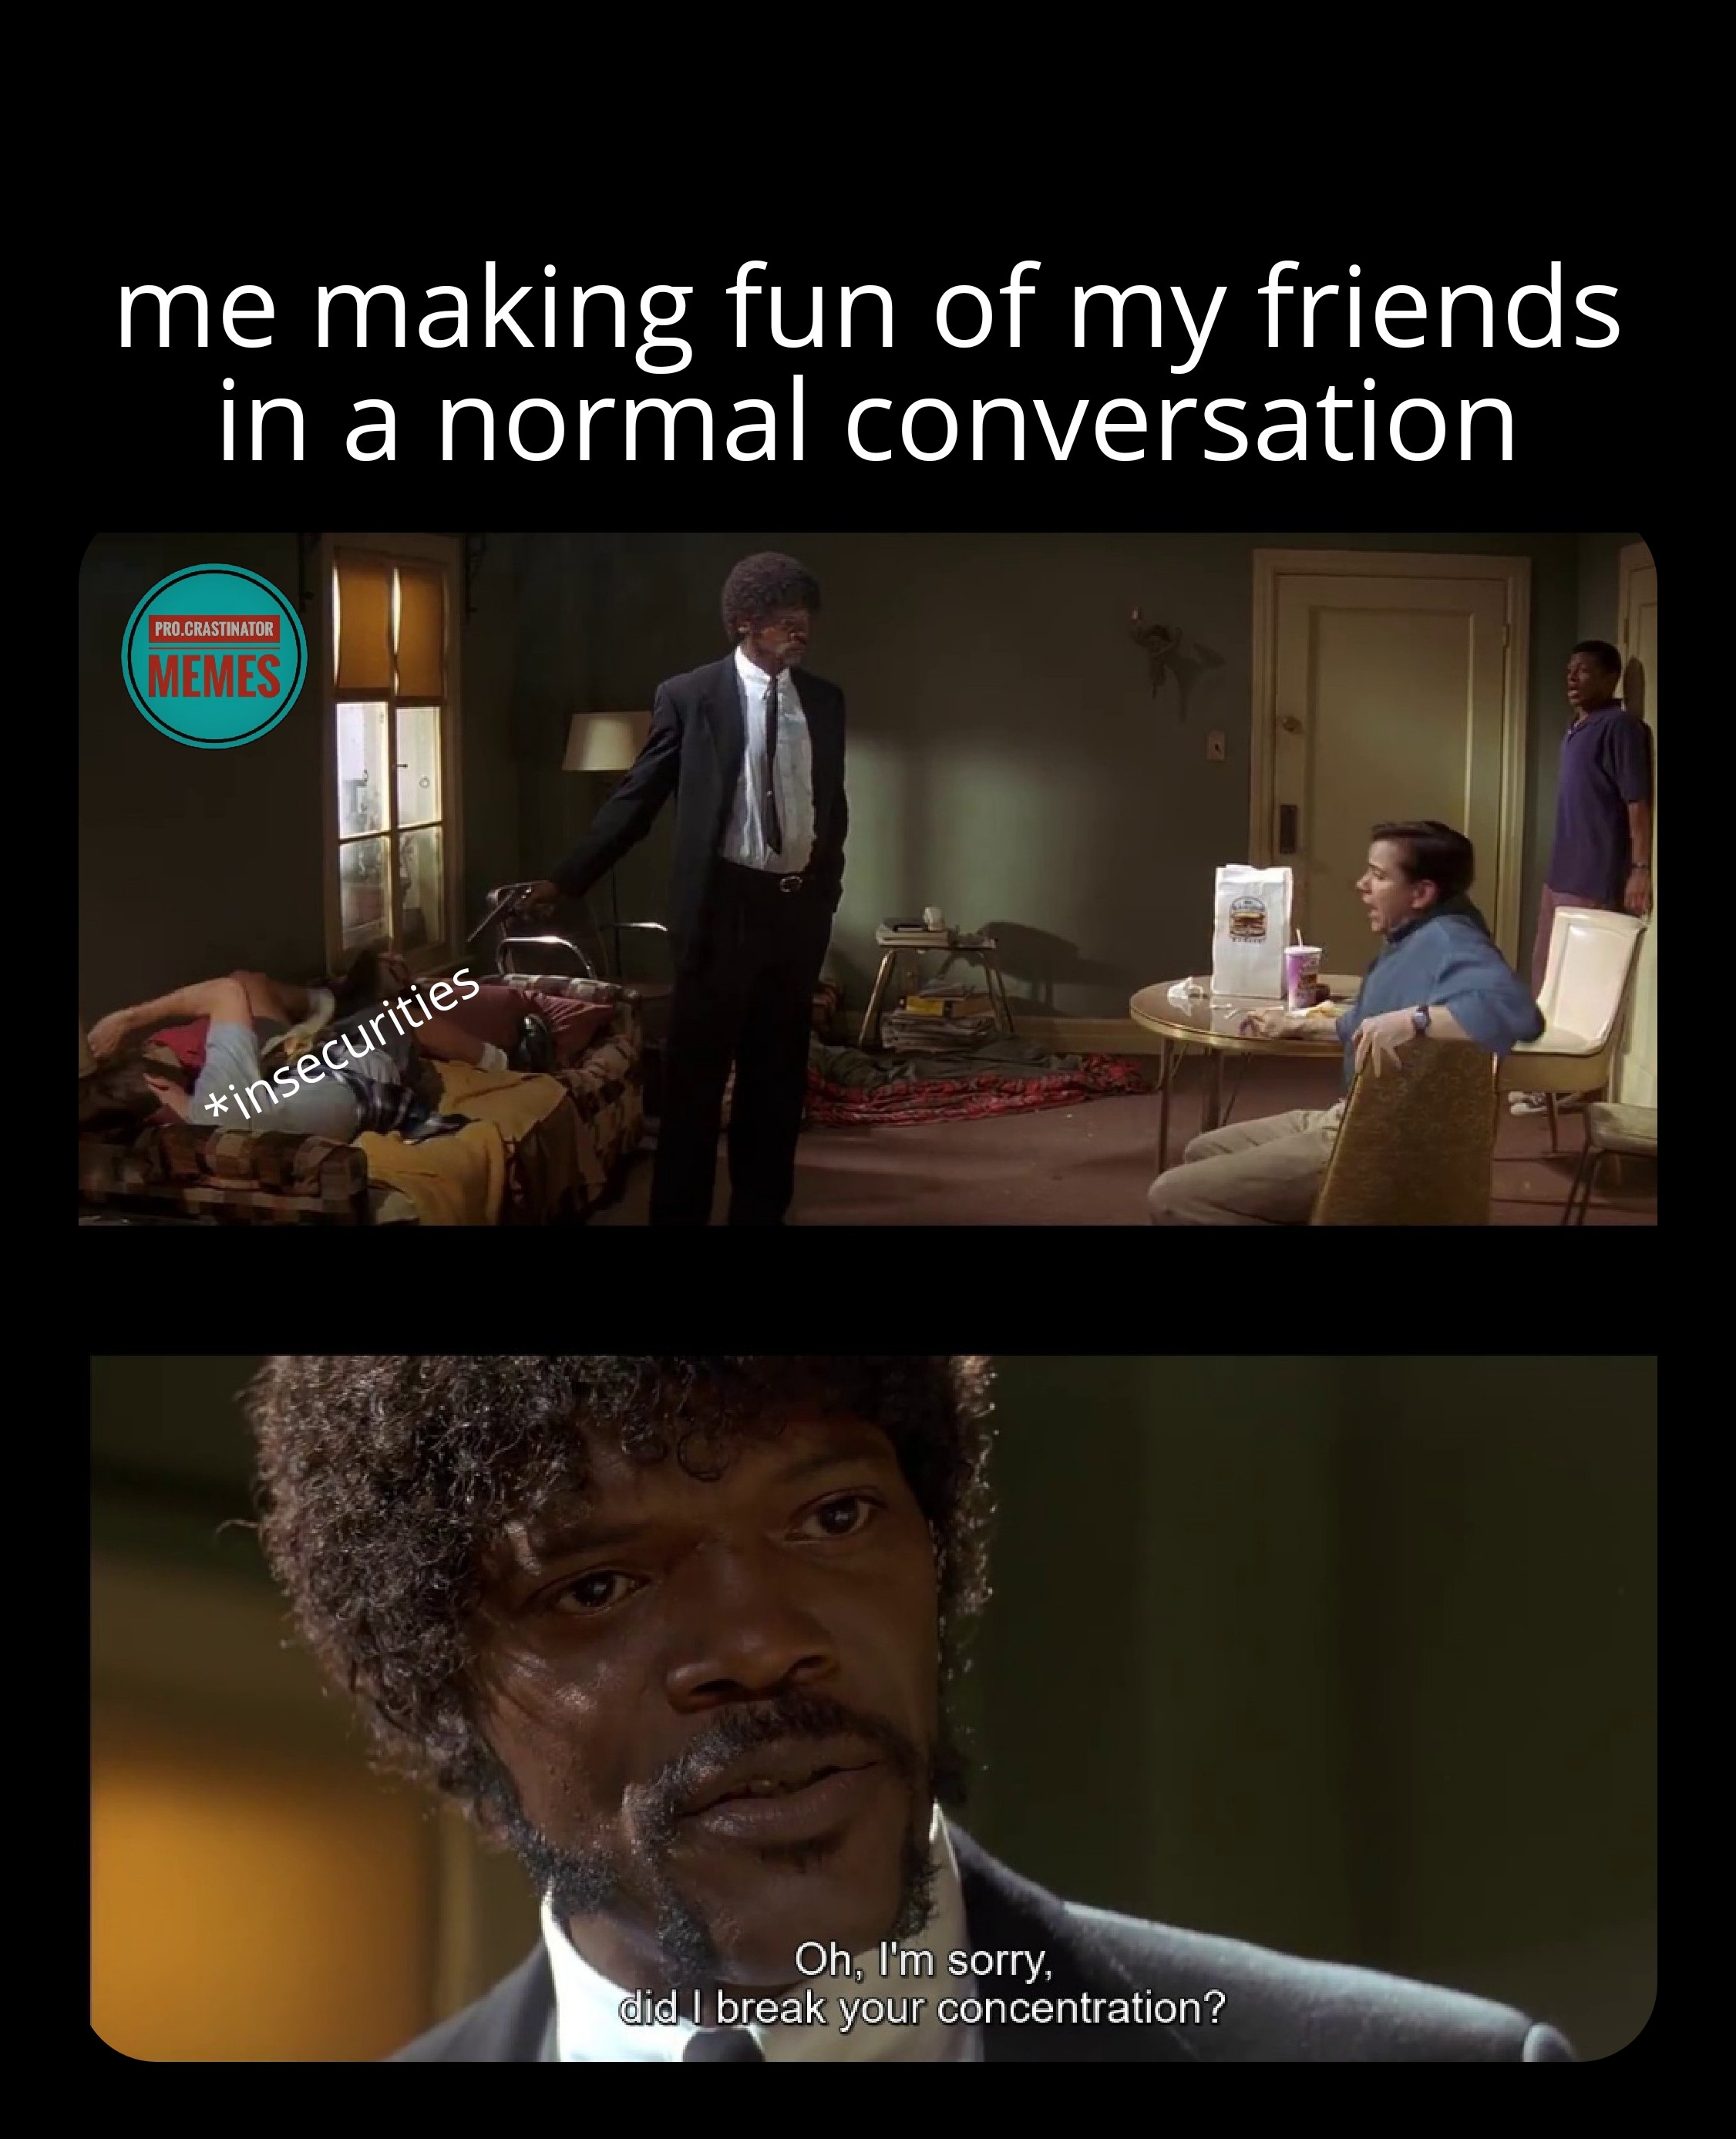 me making fun of my friends
in a normal conversation
PRO.CRASTINATOR
MEMES
*insecurities
Oh, I'm sorry,
did I break your concentration?